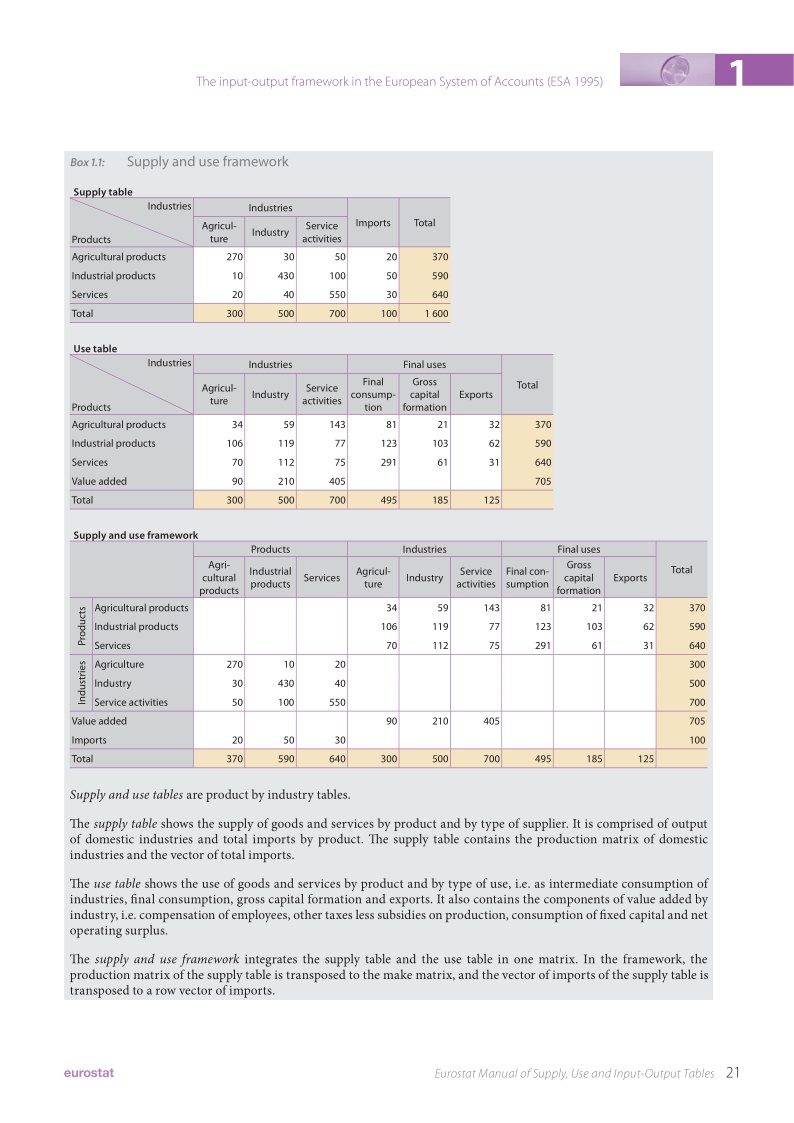 The input-output framework in the European System of Accounts (ESA 1995)
1
Box 1.1: Supply and use framework
Supply table
Industries Industries Imports Total
Products Agricul-ture Industry Service activities
Agricultural products 270 30 50 20 370
Industrial products 10 430 100 50 590
Services 20 40 550 30 640
Total 300 500 700 100 1 600
Use table
Industries Industries Final uses Total
Products Agricul-ture Industry Service activities Final consump-tion Gross capital formation Exports
Agricultural products 34 59 143 81 21 32 370
Industrial products 106 119 77 123 103 62 590
Services 70 112 75 291 61 31 640
Value added 90 210 405 705
Total 300 500 700 495 185 125
Supply and use framework
Products Industries Final uses Total
Agri-cultural products Industrial products Services Agricul-ture Industry Service activities Final con-sumption Gross capital formation Exports
Products
Agricultural products 34 59 143 81 21 32 370
Industrial products 106 119 77 123 103 62 590
Services 70 112 75 291 61 31 640
Industries
Agriculture 270 10 20 300
Industry 30 430 40 500
Service activities 50 100 550 700
Value added 90 210 405 705
Imports 20 50 30 100
Total 370 590 640 300 500 700 495 185 125
Supply and use tables are product by industry tables.
The supply table shows the supply of goods and services by product and by type of supplier. It is comprised of output
of domestic industries and total imports by product. The supply table contains the production matrix of domestic
industries and the vector of total imports.
The use table shows the use of goods and services by product and by type of use, i.e. as intermediate consumption of
industries, final consumption, gross capital formation and exports. It also contains the components of value added by
industry, i.e. compensation of employees, other taxes less subsidies on production, consumption of fixed capital and net
operating surplus.
The supply and use framework integrates the supply table and the use table in one matrix. In the framework, the
production matrix of the supply table is transposed to the make matrix, and the vector of imports of the supply table is
transposed to a row vector of imports.
eurostat
Eurostat Manual of Supply, Use and Input-Output Tables 21